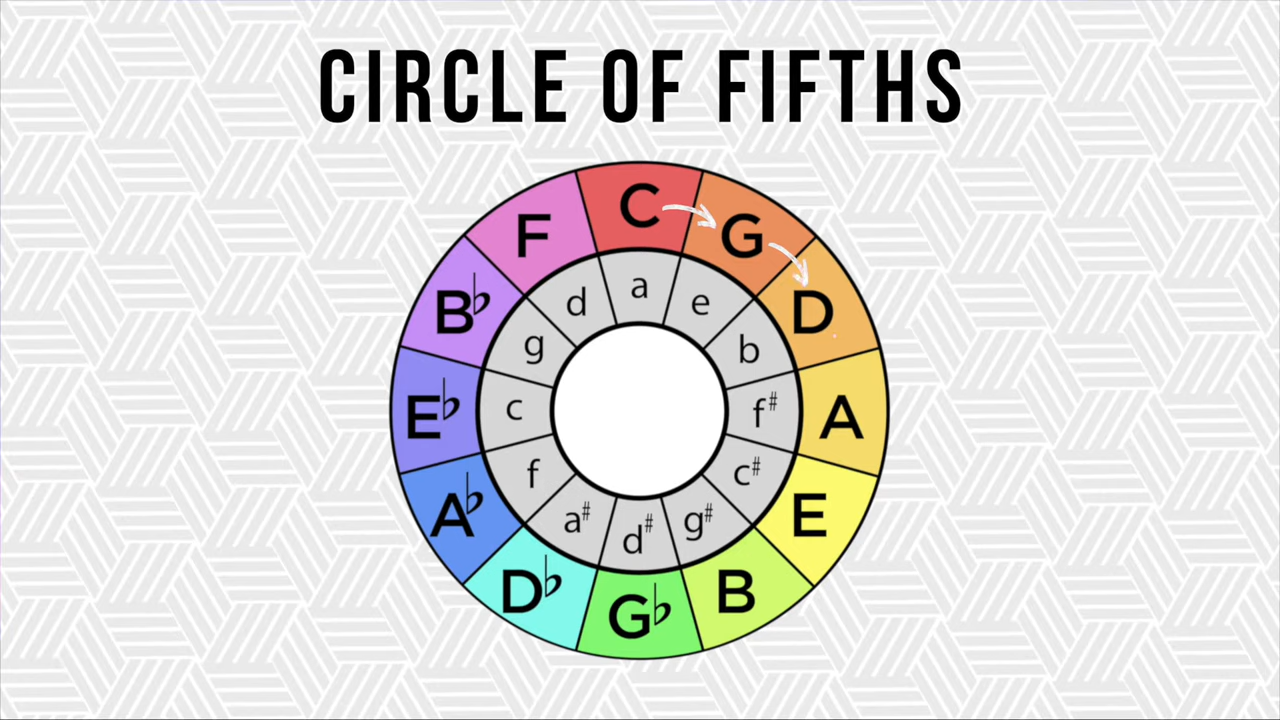 CIRCLE OF FIFTHS
C
G
D
A
E
B
G♭
D♭
A♭
E♭
B♭
F
a
e
b
f#
c#
g#
d#
a#
f
c
g
d